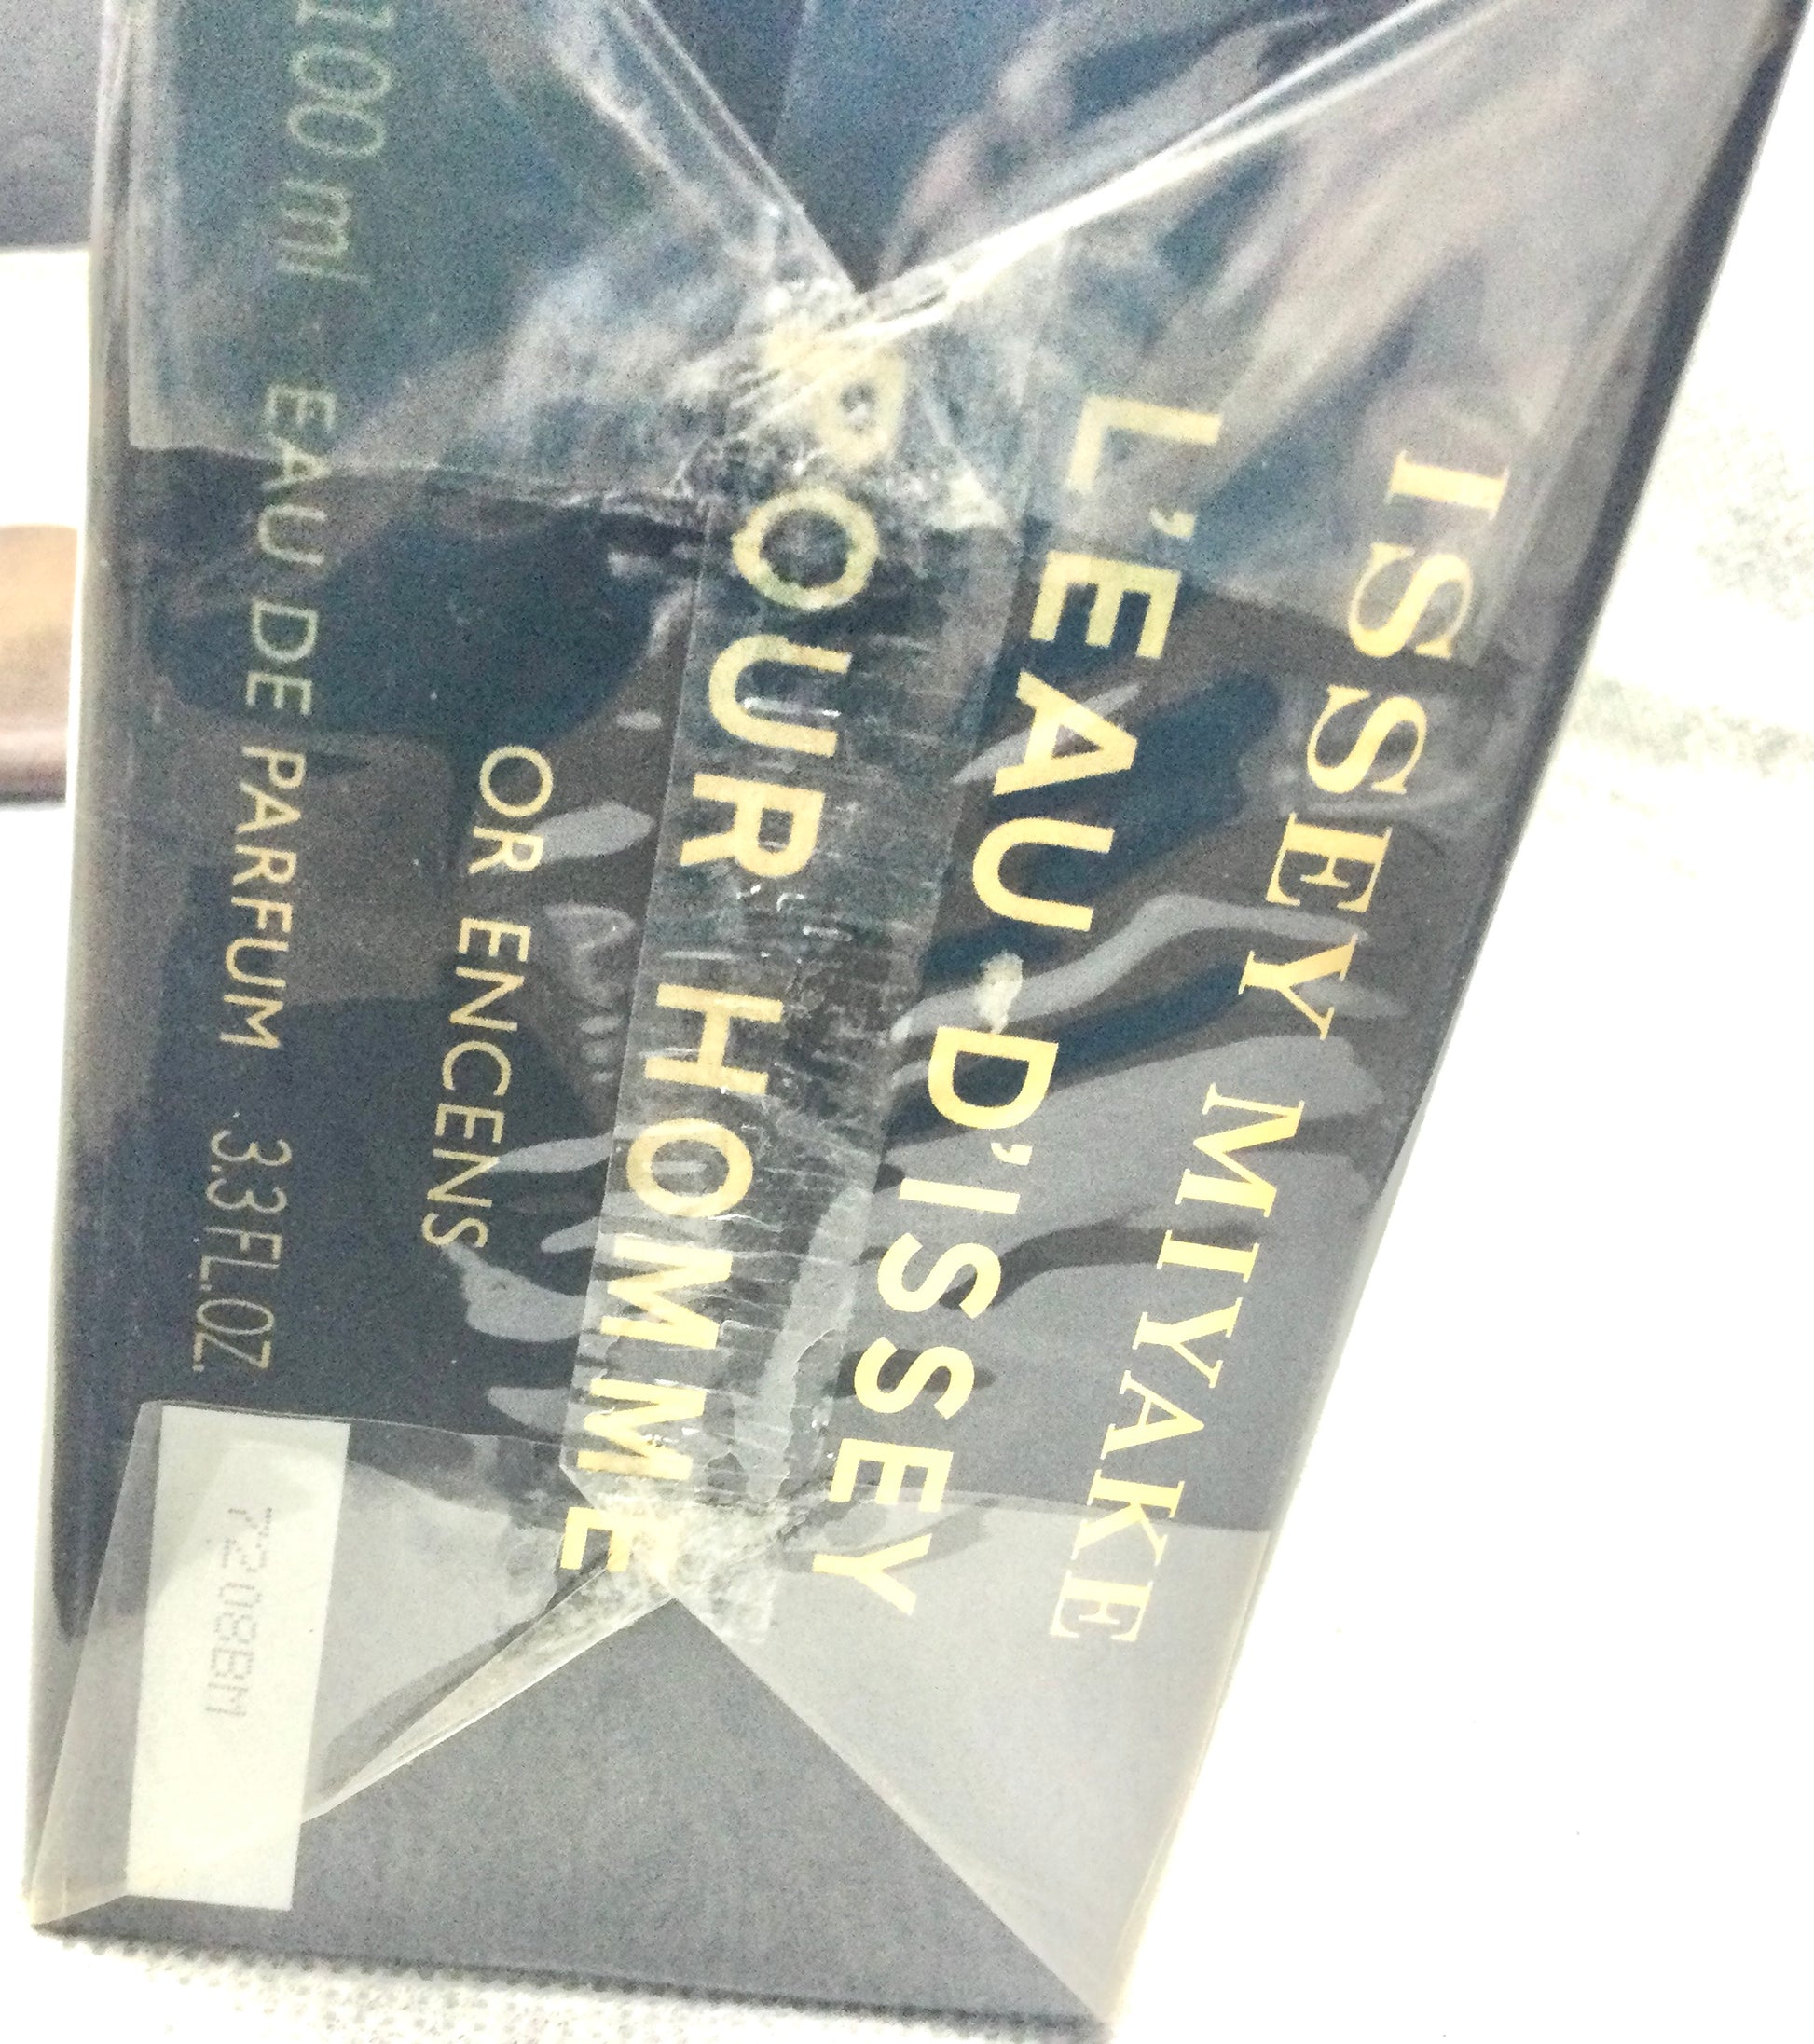 ISSEY MIYAKE
L'EAU D'ISSEY
POUR HOMME
OR ENCENS
100 ml EAU DE PARFUM 3.3 FL.OZ.
7208BM